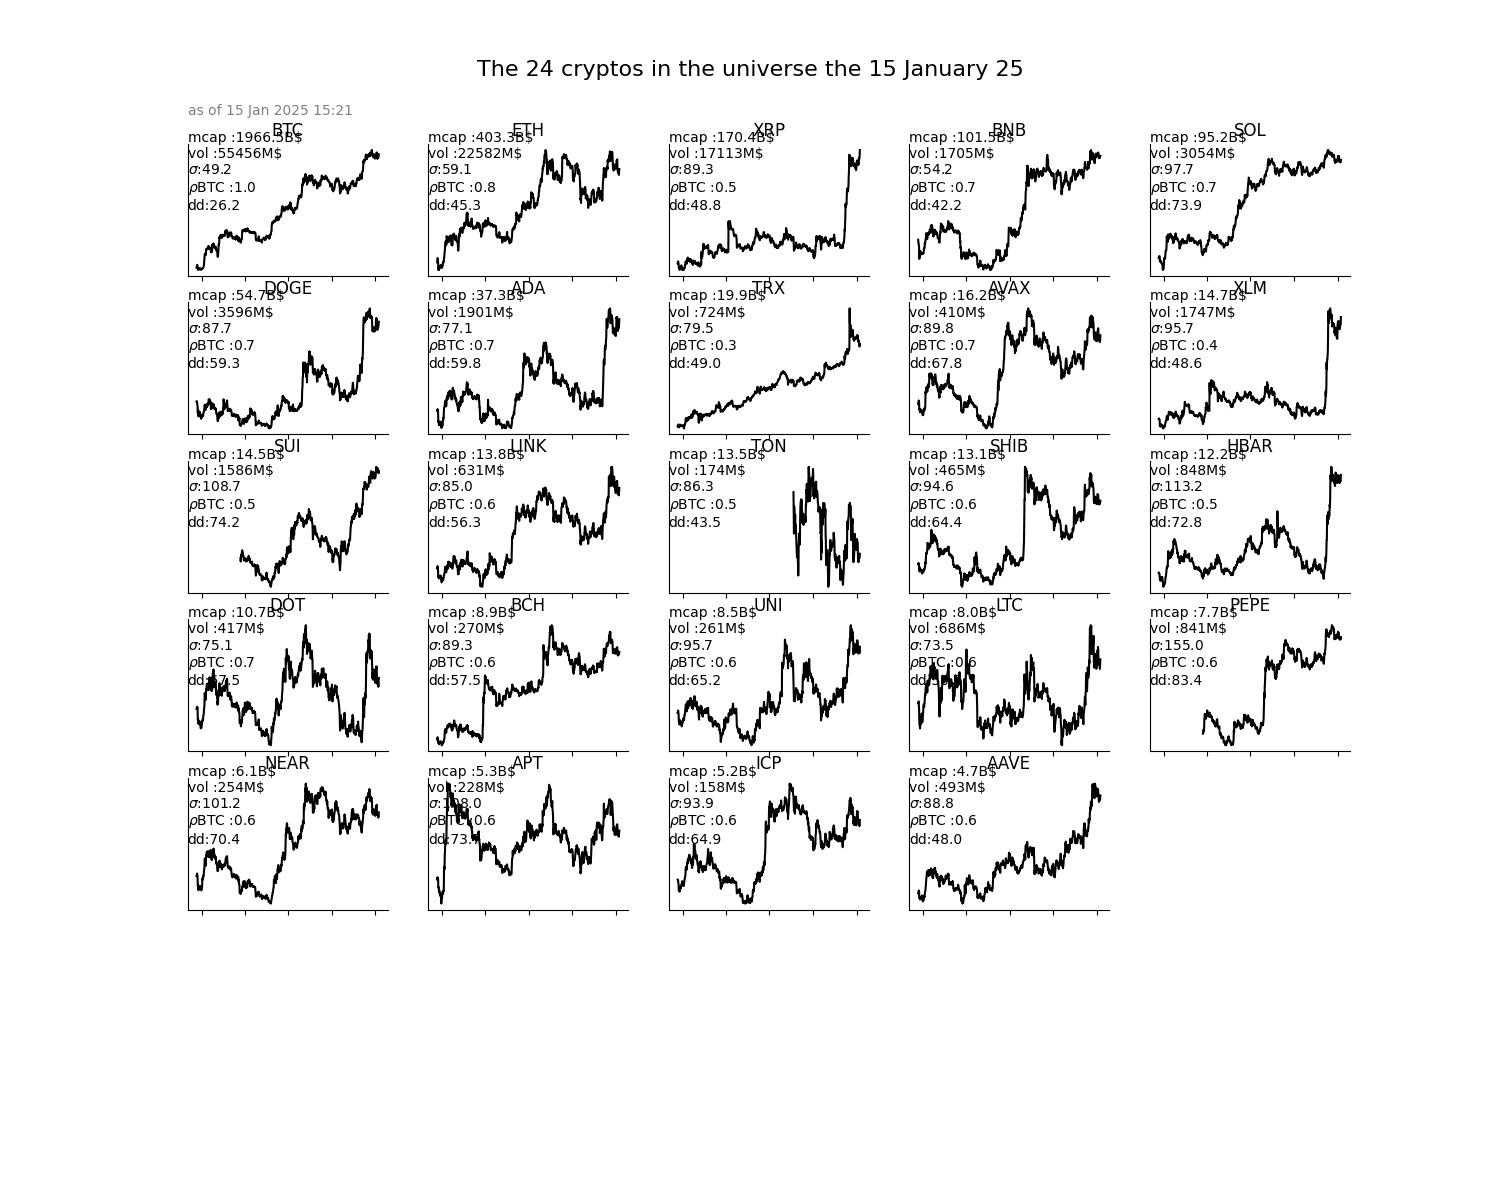 The 24 cryptos in the universe the 15 January 25
as of 15 Jan 2025 15:21
BTC
mcap :1966.5B$
vol :55456M$
σ:49.2
ρBTC :1.0
dd:26.2
ETH
mcap :403.3B$
vol :22582M$
σ:59.1
ρBTC :0.8
dd:45.3
XRP
mcap :170.4B$
vol :17113M$
σ:89.3
ρBTC :0.5
dd:48.8
BNB
mcap :101.5B$
vol :1705M$
σ:54.2
ρBTC :0.7
dd:42.2
SOL
mcap :95.2B$
vol :3054M$
σ:97.7
ρBTC :0.7
dd:73.9
DOGE
mcap :54.7B$
vol :3596M$
σ:87.7
ρBTC :0.7
dd:59.3
ADA
mcap :37.3B$
vol :1901M$
σ:77.1
ρBTC :0.7
dd:59.8
TRX
mcap :19.9B$
vol :724M$
σ:79.5
ρBTC :0.3
dd:49.0
AVAX
mcap :16.2B$
vol :410M$
σ:89.8
ρBTC :0.7
dd:67.8
XLM
mcap :14.7B$
vol :1747M$
σ:95.7
ρBTC :0.4
dd:48.6
SUI
mcap :14.5B$
vol :1586M$
σ:108.7
ρBTC :0.5
dd:74.2
LINK
mcap :13.8B$
vol :631M$
σ:85.0
ρBTC :0.6
dd:56.3
TON
mcap :13.5B$
vol :174M$
σ:86.3
ρBTC :0.5
dd:43.5
SHIB
mcap :13.1B$
vol :465M$
σ:94.6
ρBTC :0.6
dd:64.4
HBAR
mcap :12.2B$
vol :848M$
σ:113.2
ρBTC :0.5
dd:72.8
DOT
mcap :10.7B$
vol :417M$
σ:75.1
ρBTC :0.7
BCH
mcap :8.9B$
vol :270M$
σ:89.3
ρBTC :0.6
dd:57.5
UNI
mcap :8.5B$
vol :261M$
σ:95.7
ρBTC :0.6
dd:65.2
LTC
mcap :8.0B$
vol :686M$
σ:73.5
ρBTC :0.6
PEPE
mcap :7.7B$
vol :841M$
σ:155.0
ρBTC :0.6
dd:83.4
NEAR
mcap :6.1B$
vol :254M$
σ:101.2
ρBTC :0.6
dd:70.4
APT
mcap :5.3B$
vol :228M$
σ:108.0
ρBTC :0.6
ICP
mcap :5.2B$
vol :158M$
σ:93.9
ρBTC :0.6
dd:64.9
AAVE
mcap :4.7B$
vol :493M$
σ:88.8
ρBTC :0.6
dd:48.0